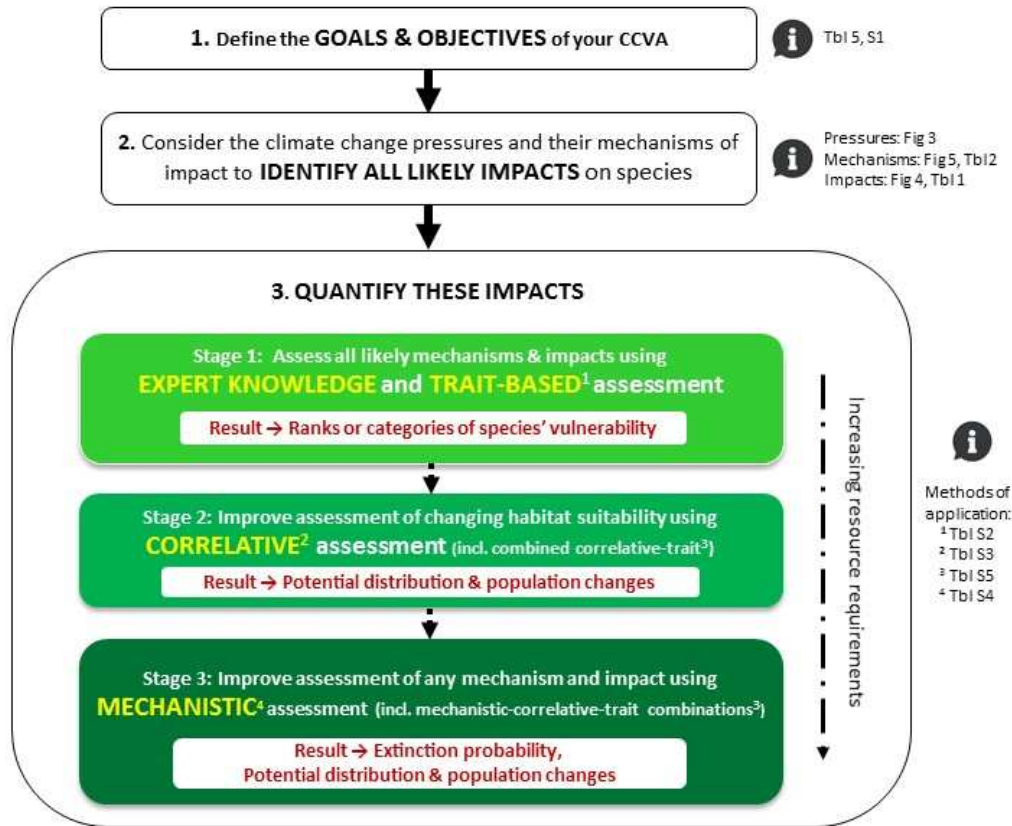 1. Define the GOALS & OBJECTIVES of your CCVA
Tbl 5, S1
2. Consider the climate change pressures and their mechanisms of
impact to IDENTIFY ALL LIKELY IMPACTS on species
Pressures: Fig 3
Mechanisms: Fig 5, Tbl 2
Impacts: Fig 4, Tbl 1
3. QUANTIFY THESE IMPACTS
Stage 1: Assess all likely mechanisms & impacts using
EXPERT KNOWLEDGE and TRAIT-BASED¹ assessment
Result → Ranks or categories of species' vulnerability
Stage 2: Improve assessment of changing habitat suitability using
CORRELATIVE² assessment (incl. combined correlative-trait³)
Result → Potential distribution & population changes
Stage 3: Improve assessment of any mechanism and impact using
MECHANISTIC⁴ assessment (incl. mechanistic-correlative-trait combinations³)
Result → Extinction probability,
Potential distribution & population changes
Increasing resource requirements
Methods of
application:
¹ Tbl S2
² Tbl S3
³ Tbl S5
⁴ Tbl S4